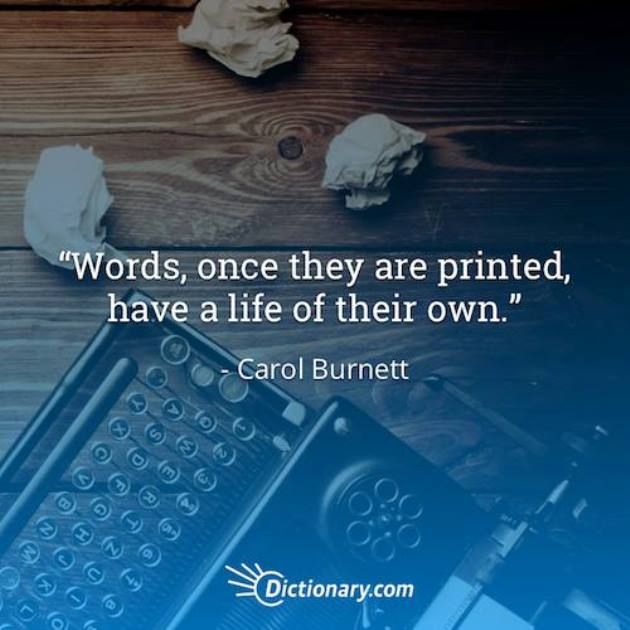 “Words, once they are printed,
have a life of their own.”
- Carol Burnett
Dictionary.com